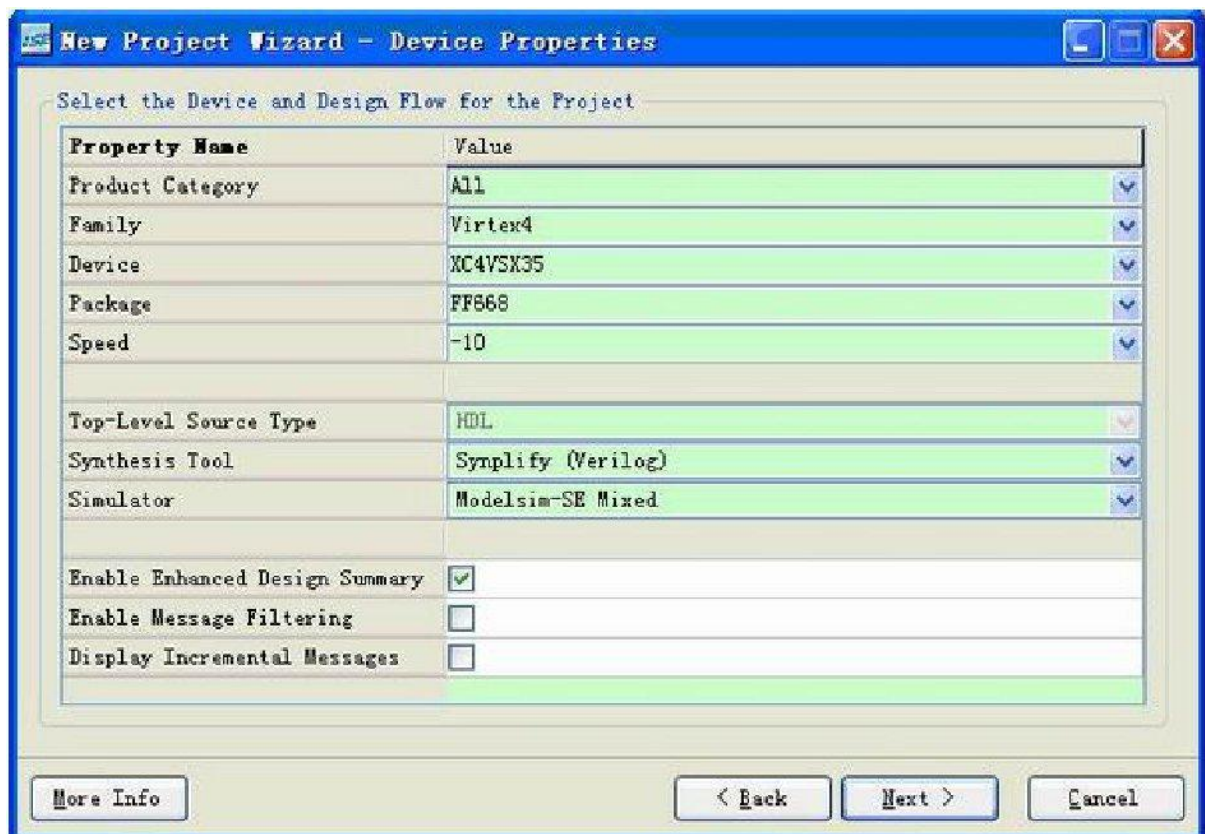 ISE New Project Wizard - Device Properties
Select the Device and Design Flow for the Project
Property Name Value
Product Category All
Family Virtex4
Device XC4VSX35
Package FF668
Speed -10
Top-Level Source Type HDL
Synthesis Tool Synplify (Verilog)
Simulator Modelsim-SE Mixed
Enable Enhanced Design Summary
Enable Message Filtering
Display Incremental Messages
More Info < Back Next > Cancel